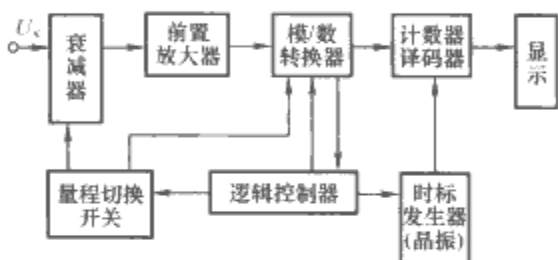 Uₓ
衰
减
器
前置
放大器
模/数
转换器
计数器
译码器
显
示
量程切换
开关
逻辑控制器
时标
发生器
(晶振)